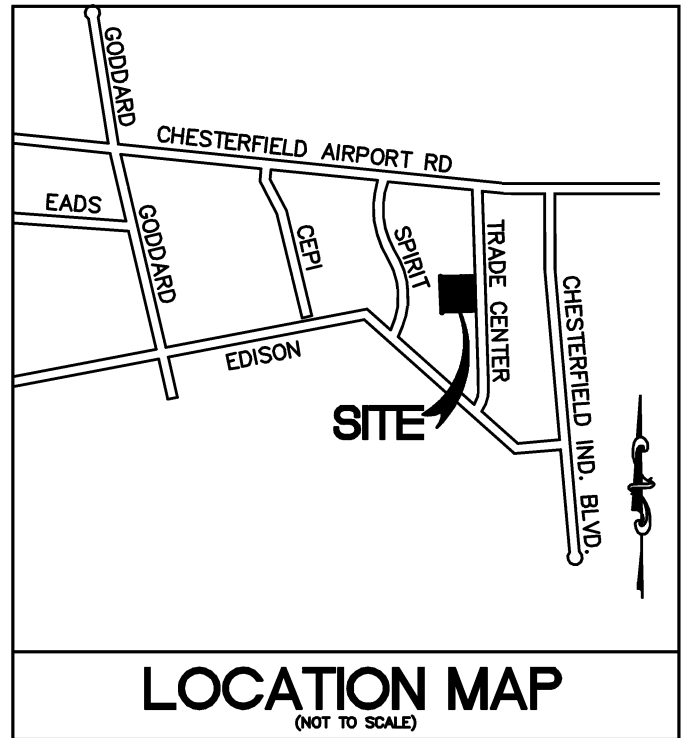 GODDARD
CHESTERFIELD AIRPORT RD
EADS
GODDARD
CEPI
SPIRIT
TRADE CENTER
CHESTERFIELD IND. BLVD.
EDISON
SITE
LOCATION MAP
(NOT TO SCALE)